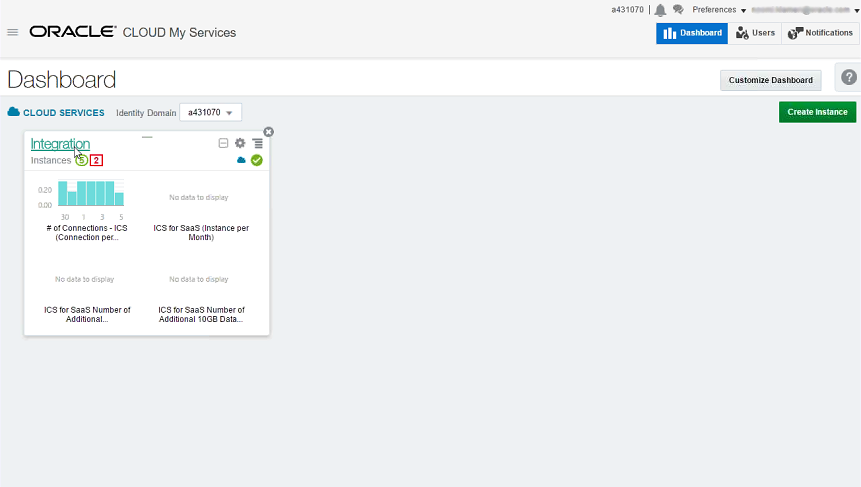 a431070 Preferences
ORACLE® CLOUD My Services
Dashboard Users Notifications
Dashboard
Customize Dashboard
?
CLOUD SERVICES Identity Domain a431070
Create Instance
Integration
Instances 5 2
0.20
0.00
30 1 3 5
# of Connections - ICS
(Connection per...
No data to display
ICS for SaaS (Instance per
Month)
No data to display
ICS for SaaS Number of
Additional...
No data to display
ICS for SaaS Number of
Additional 10GB Data...